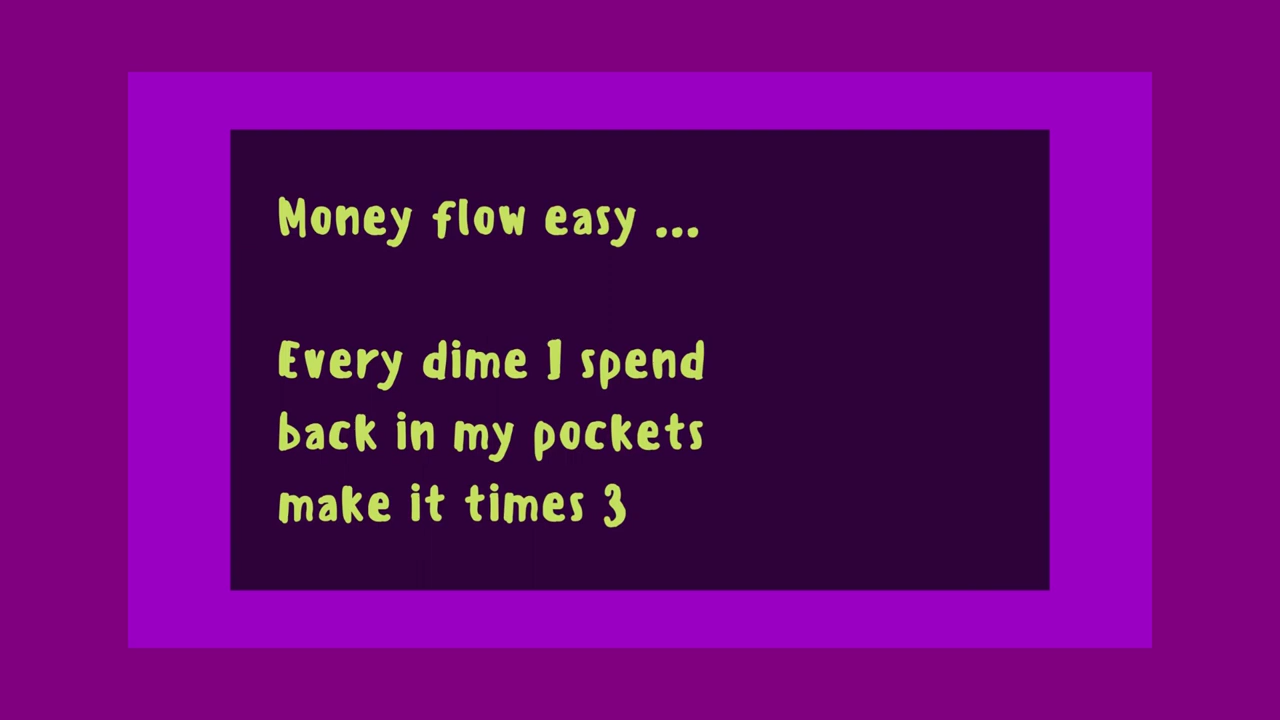 Money flow easy ...
Every dime I spend
back in my pockets
make it times 3